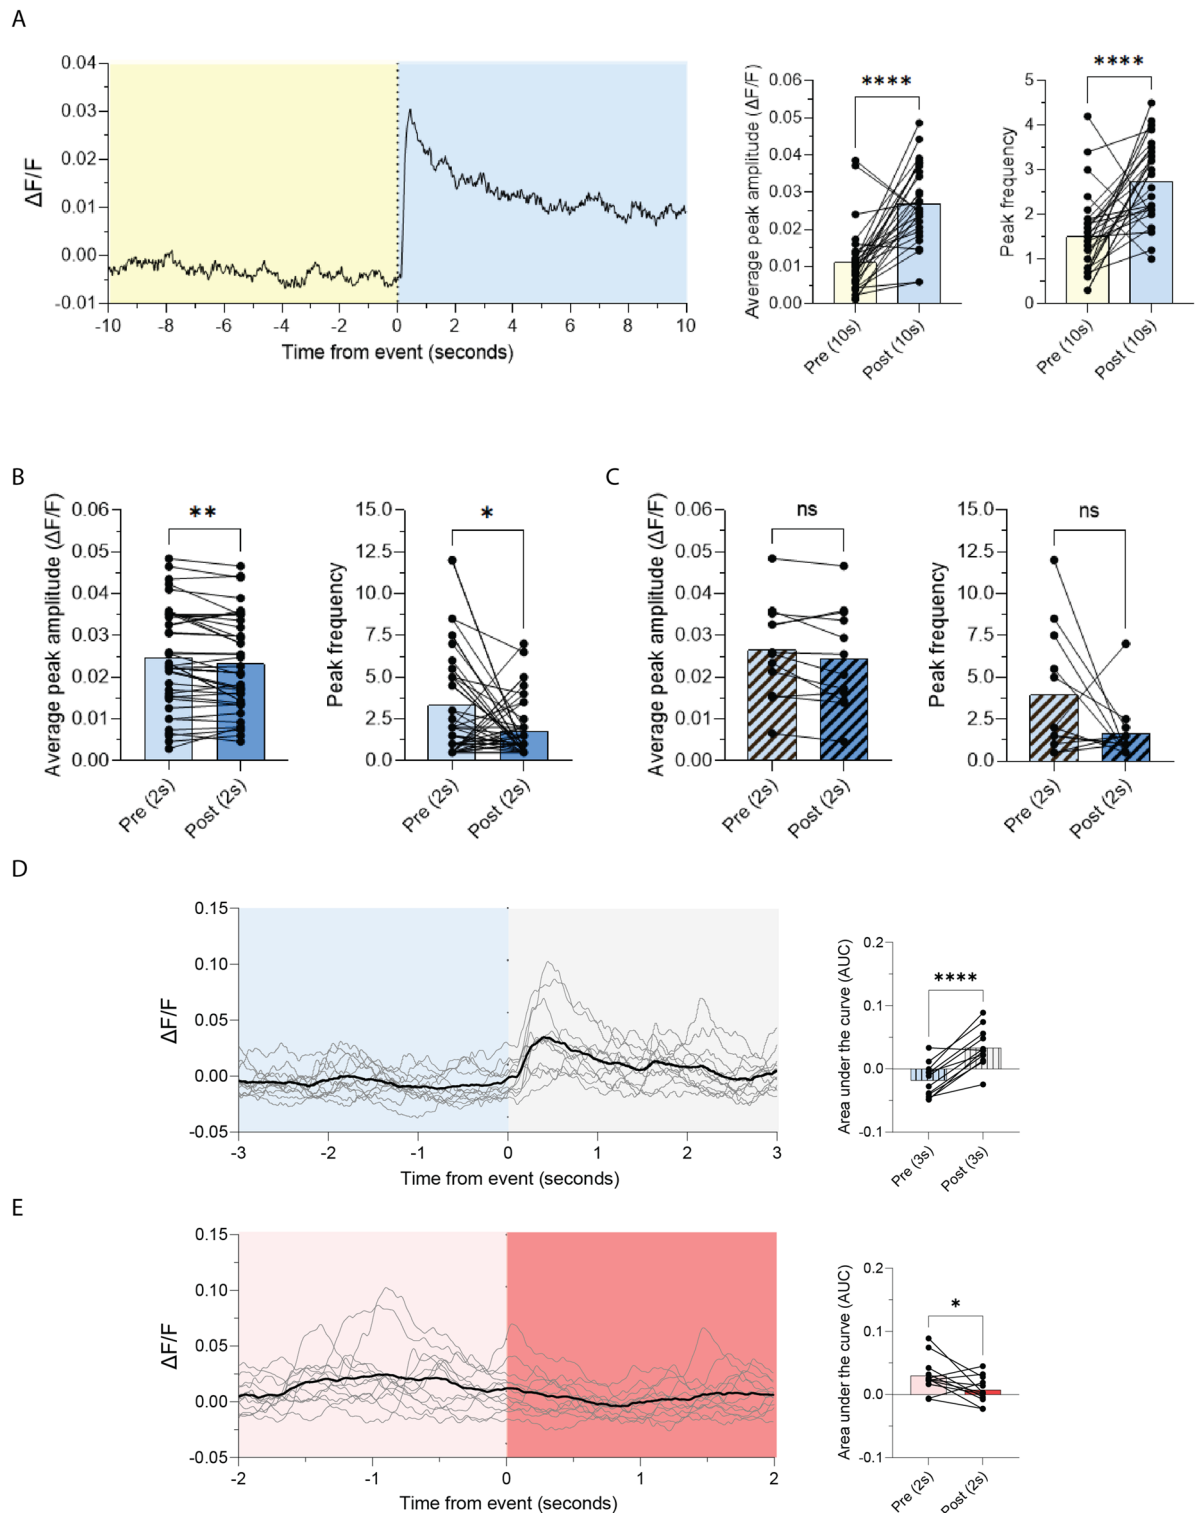 A
ΔF/F
0.04
0.03
0.02
0.01
0.00
-0.01
-10 -8 -6 -4 -2 0 2 4 6 8 10
Time from event (seconds)
Average peak amplitude (ΔF/F)
0.06
0.04
0.03
0.01
0.00
****
Pre (10s) Post (10s)
Peak frequency
5
4
3
2
1
0
****
Pre (10s) Post (10s)
B
Average peak amplitude (ΔF/F)
0.06
0.05
0.04
0.03
0.02
0.01
0.00
**
Pre (2s) Post (2s)
Peak frequency
15.0
12.5
10.0
7.5
5.0
2.5
0.0
*
Pre (2s) Post (2s)
C
Average peak amplitude (ΔF/F)
0.06
0.05
0.04
0.03
0.02
0.01
0.00
ns
Pre (2s) Post (2s)
Peak frequency
15.0
12.5
10.0
7.5
5.0
2.5
0.0
ns
Pre (2s) Post (2s)
D
ΔF/F
0.15
0.10
0.05
0.00
-0.05
-3 -2 -1 0 1 2 3
Time from event (seconds)
Area under the curve (AUC)
0.2
0.1
0.0
-0.1
****
Pre (3s) Post (3s)
E
ΔF/F
0.15
0.10
0.05
0.00
-0.05
-2 -1 0 1 2
Time from event (seconds)
Area under the curve (AUC)
0.2
0.1
0.0
-0.1
*
Pre (2s) Post (2s)